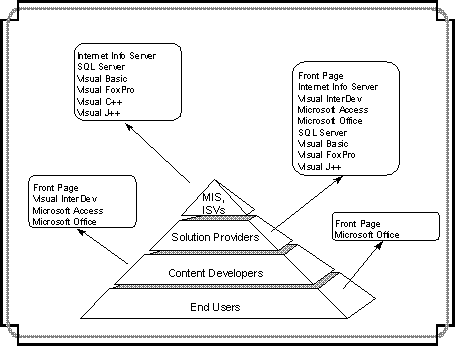 Internet Info Server
SQL Server
Visual Basic
Visual FoxPro
Visual C++
Visual J++
Front Page
Internet Info Server
Visual InterDev
Microsoft Access
Microsoft Office
SQL Server
Visual Basic
Visual FoxPro
Visual J++
Front Page
Visual InterDev
Microsoft Access
Microsoft Office
Front Page
Microsoft Office
MIS,
ISVs
Solution Providers
Content Developers
End Users